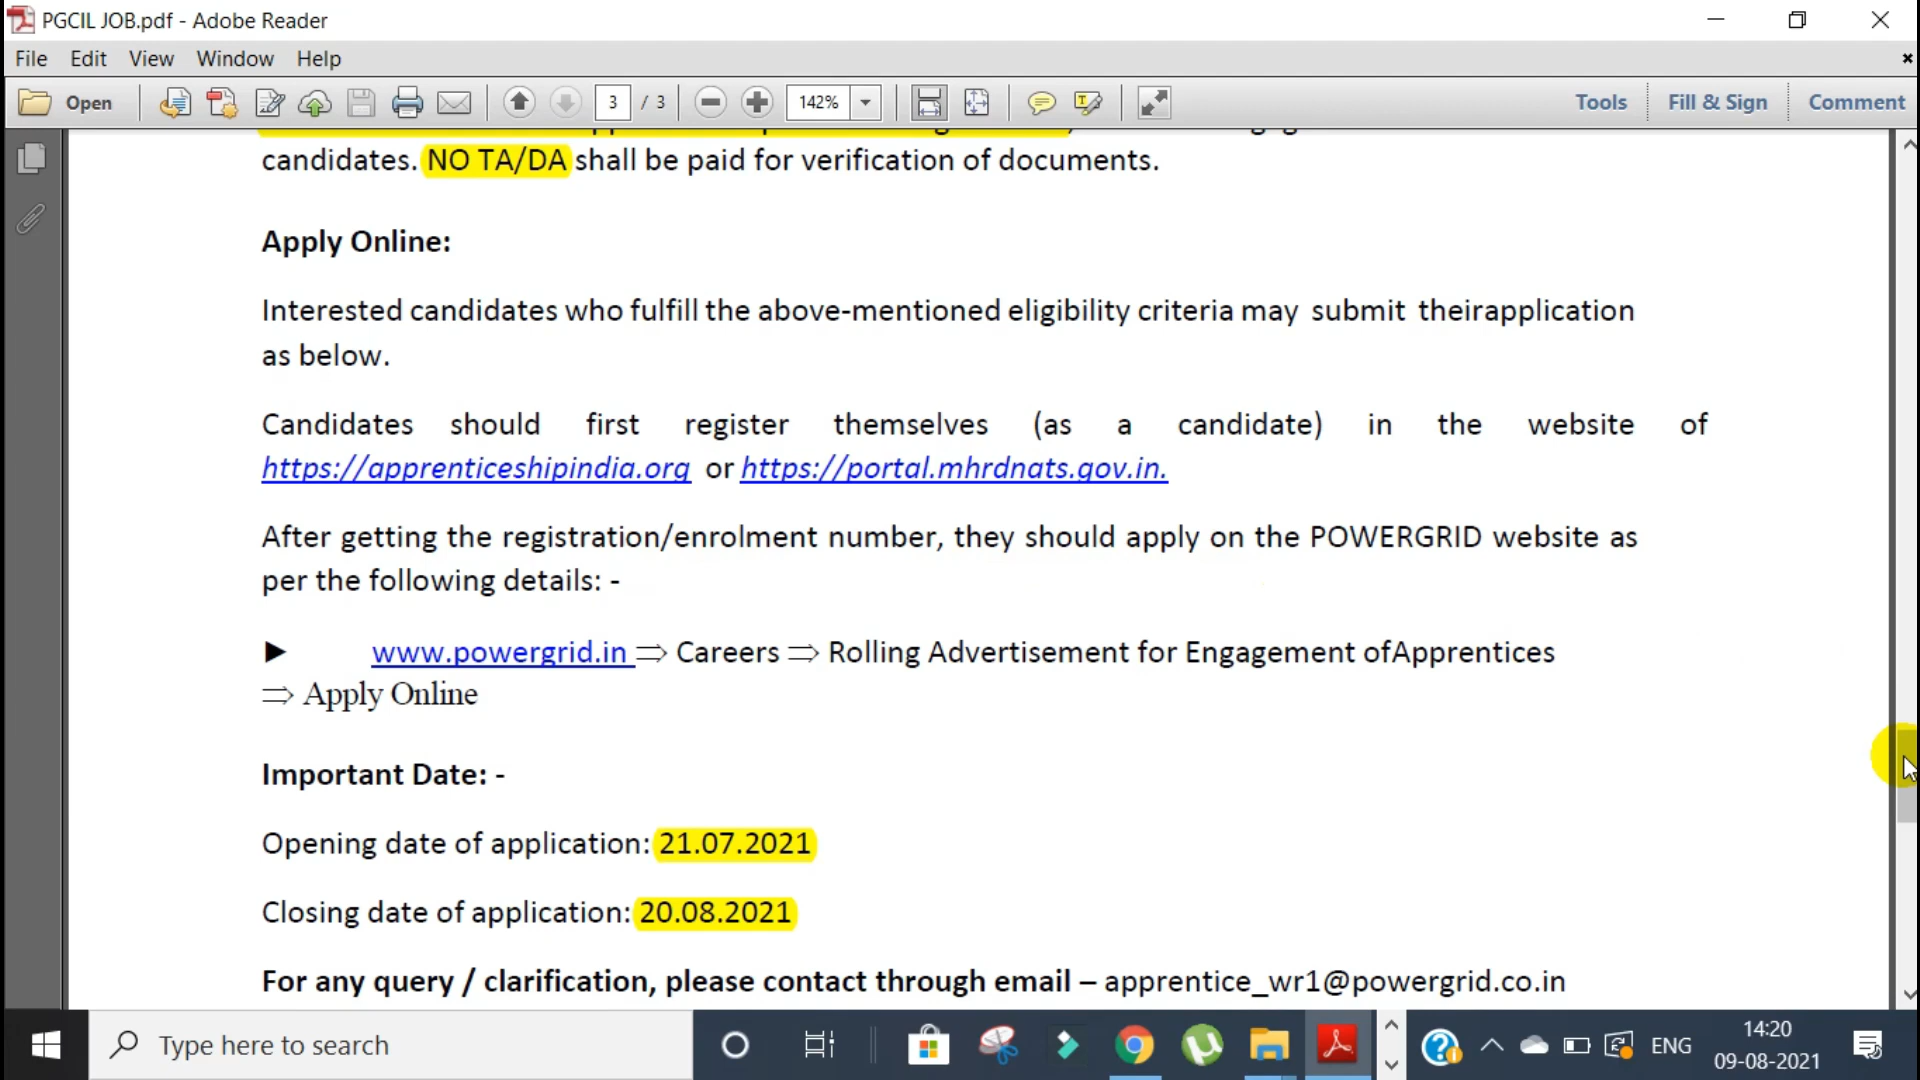 PGCIL JOB.pdf - Adobe Reader
File Edit View Window Help
Open 3 / 3 142% Tools Fill & Sign Comment
candidates. NO TA/DA shall be paid for verification of documents.
Apply Online:
Interested candidates who fulfill the above-mentioned eligibility criteria may submit theirapplication
as below.
Candidates should first register themselves (as a candidate) in the website of
https://apprenticeshipindia.org or https://portal.mhrdnats.gov.in.
After getting the registration/enrolment number, they should apply on the POWERGRID website as
per the following details: -
► www.powergrid.in ⇒ Careers ⇒ Rolling Advertisement for Engagement ofApprentices
⇒ Apply Online
Important Date: -
Opening date of application: 21.07.2021
Closing date of application: 20.08.2021
For any query / clarification, please contact through email – apprentice_wr1@powergrid.co.in
Type here to search
ENG
14:20
09-08-2021